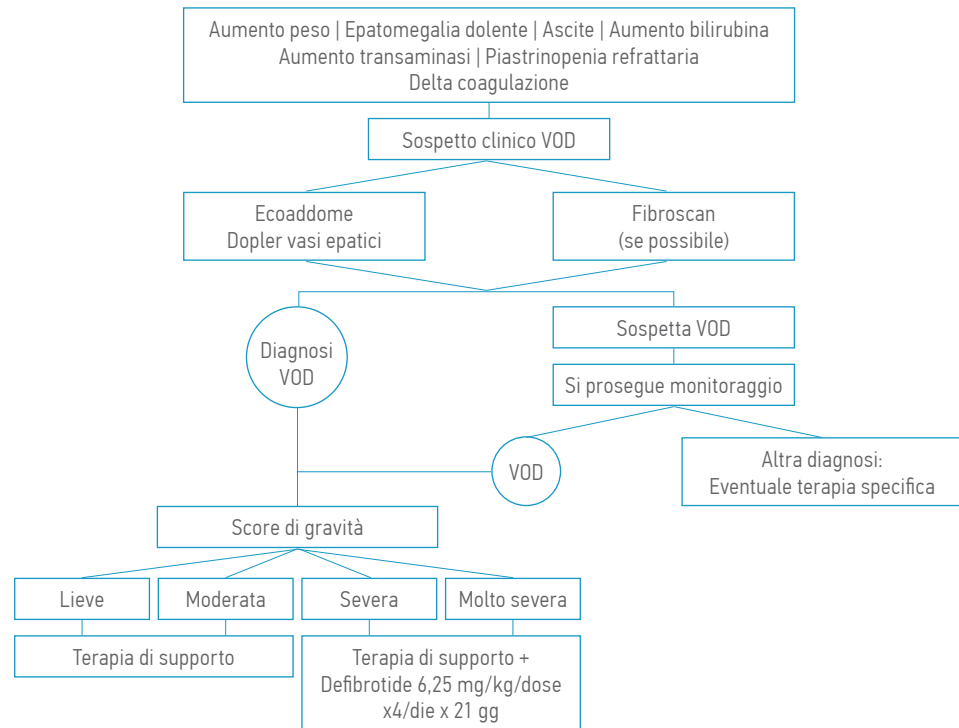 Aumento peso | Epatomegalia dolente | Ascite | Aumento bilirubina
Aumento transaminasi | Piastrinopenia refrattaria
Delta coagulazione
Sospetto clinico VOD
Ecoaddome
Dopler vasi epatici
Fibroscan
(se possibile)
Diagnosi
VOD
Sospetta VOD
Si prosegue monitoraggio
VOD
Altra diagnosi:
Eventuale terapia specifica
Score di gravità
Lieve
Moderata
Severa
Molto severa
Terapia di supporto
Terapia di supporto +
Defibrotide 6,25 mg/kg/dose
x4/die x 21 gg